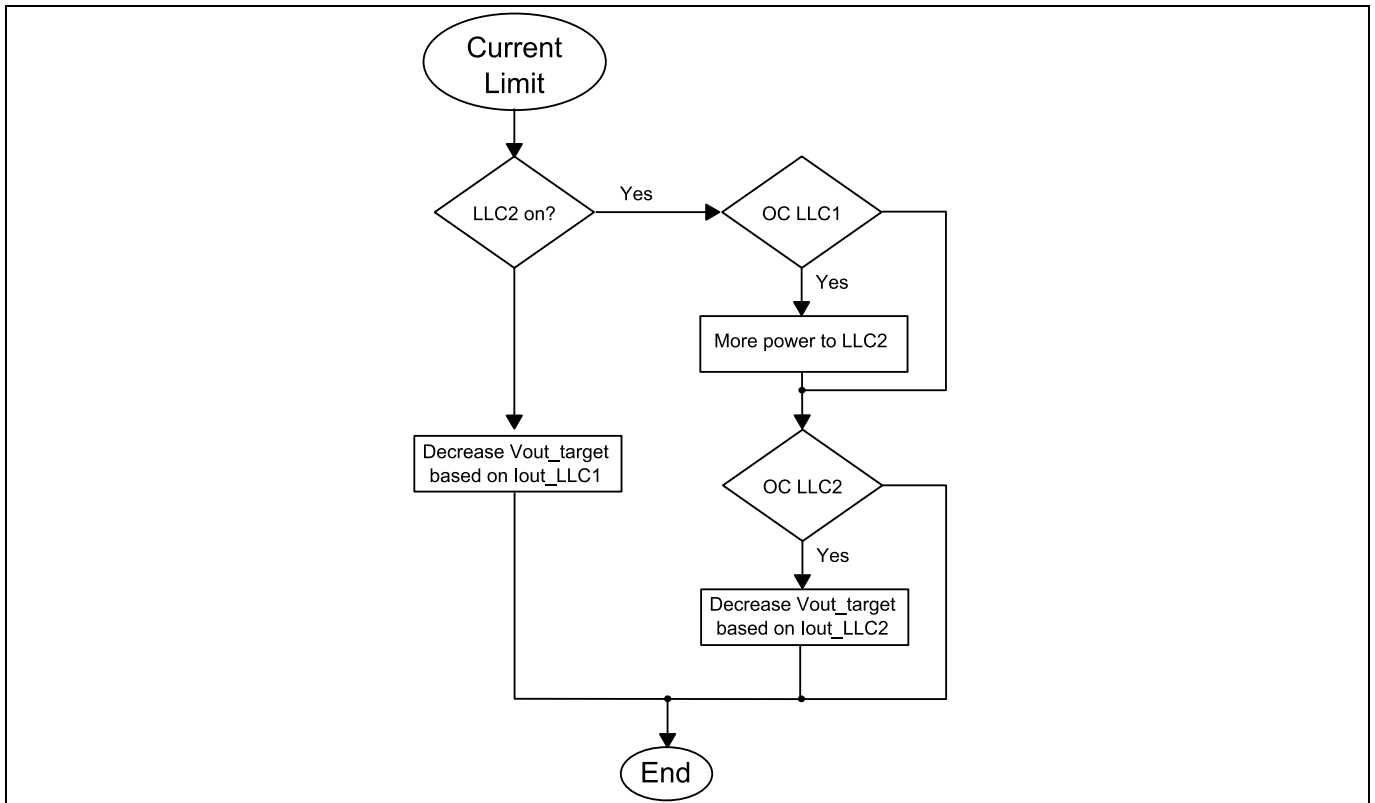 Current
Limit
LLC2 on?
Yes
OC LLC1
Yes
More power to LLC2
Decrease Vout_target
based on Iout_LLC1
OC LLC2
Yes
Decrease Vout_target
based on Iout_LLC2
End